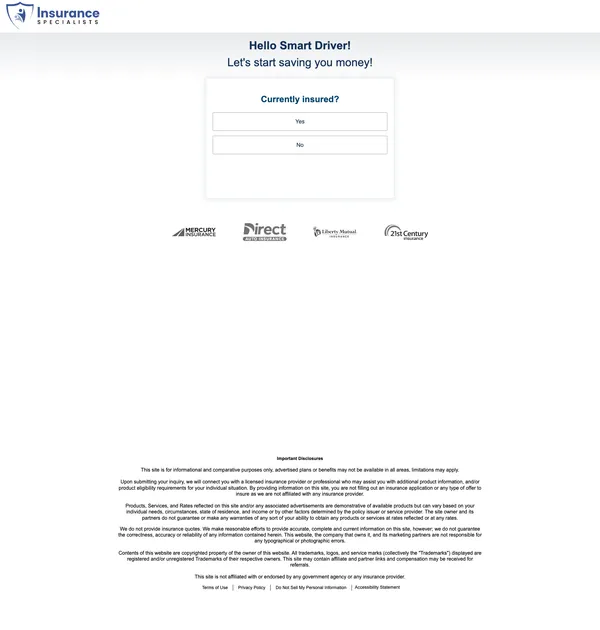 Insurance
SPECIALISTS
Hello Smart Driver!
Let's start saving you money!
Currently insured?
Yes
No
MERCURY
INSURANCE
Direct
AUTO INSURANCE
Liberty Mutual
INSURANCE
21st Century
Insurance
Important Disclosures
This site is for informational and comparative purposes only, advertised plans or benefits may not be available in all areas, limitations may apply.
Upon submitting your inquiry, we will connect you with a licensed insurance provider or professional who may assist you with additional product information, and/or
product eligibility requirements for your individual situation. By providing information on this site, you are not filling out an insurance application or any type of offer to
insure as we are not affiliated with any insurance provider.
Products, Services, and Rates reflected on this site and/or any associated advertisements are demonstrative of available products but can vary based on your
individual needs, circumstances, state of residence, and income or by other factors determined by the policy issuer or service provider. The site owner and its
partners do not guarantee or make any warranties of any sort of your ability to obtain any products or services at rates reflected or at any rates.
We do not provide insurance quotes. We make reasonable efforts to provide accurate, complete and current information on this site, however; we do not guarantee
the correctness, accuracy or reliability of any information contained herein. This website, the company that owns it, and its marketing partners are not responsible for
any typographical or photographic errors.
Contents of this website are copyrighted property of the owner of this website. All trademarks, logos, and service marks (collectively the "Trademarks") displayed are
registered and/or unregistered Trademarks of their respective owners. This site may contain affiliate and partner links and compensation may be received for
referrals.
This site is not affiliated with or endorsed by any government agency or any insurance provider.
Terms of Use | Privacy Policy | Do Not Sell My Personal Information | Accessibility Statement